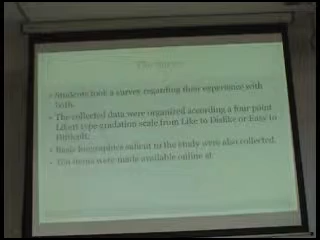 The Survey
Students took a survey regarding their experience with
both.
The collected data were organized according a four point
Likert type gradation scale from Like to Dislike or Easy to
Difficult.
Basic
salient to the study were also collected.
items were made available online at